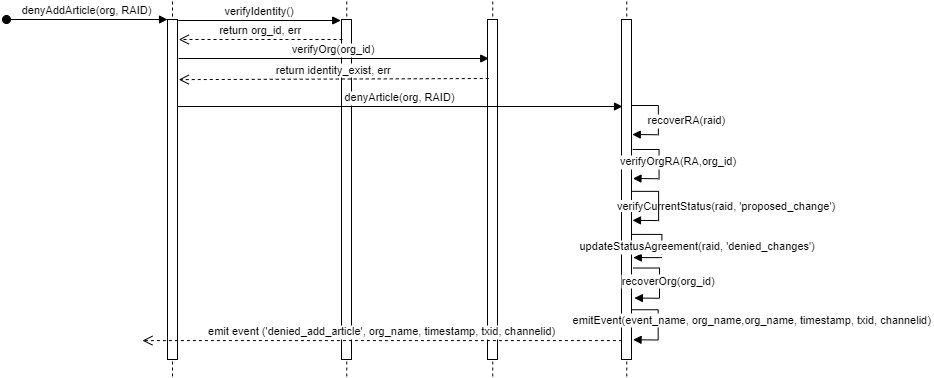 denyAddArticle(org, RAID)
verifyIdentity()
return org_id, err
verifyOrg(org_id)
return identity_exist, err
denyArticle(org, RAID)
recoverRA(raid)
verifyOrgRA(RA,org_id)
verifyCurrentStatus(raid, 'proposed_change')
updateStatusAgreement(raid, 'denied_changes')
recoverOrg(org_id)
emitEvent(event_name, org_name,org_name, timestamp, txid, channelid)
emit event ('denied_add_article', org_name, timestamp, txid, channelid)